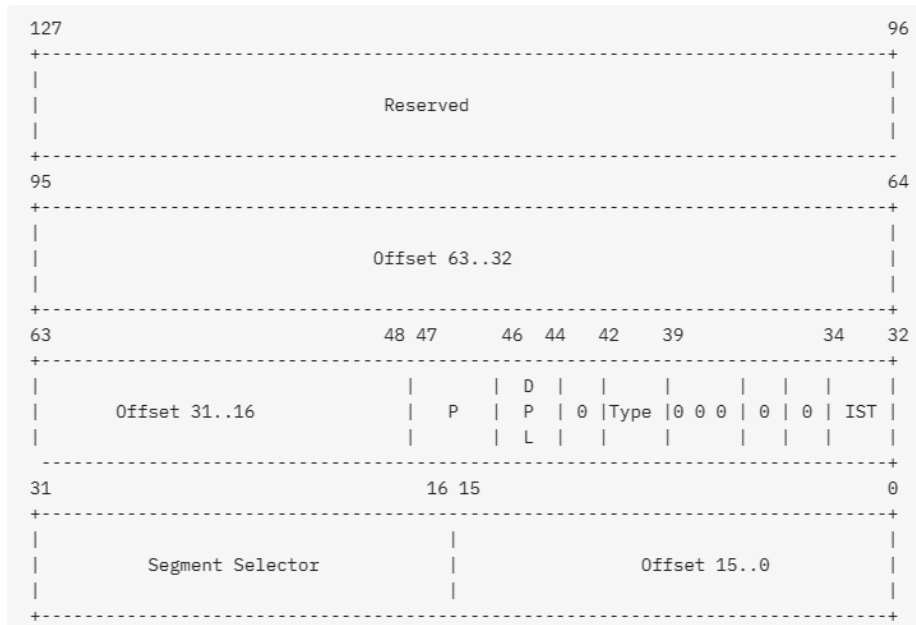 127 96
+-------------------------------------------------------------------------------+
| |
| Reserved |
| |
+--------------------------------------------------------------------------------
95 64
+-------------------------------------------------------------------------------+
| |
| Offset 63..32 |
| |
+-------------------------------------------------------------------------------+
63 48 47 46 44 42 39 34 32
+-------------------------------------------------------------------------------+
| | | D | | | | | | |
| Offset 31..16 | P | P | 0 |Type |0 0 0 | 0 | 0 | IST |
| | | L | | | | | | |
-------------------------------------------------------------------------------+
31 16 15 0
+-------------------------------------------------------------------------------+
| | |
| Segment Selector | Offset 15..0 |
| | |
+-------------------------------------------------------------------------------+